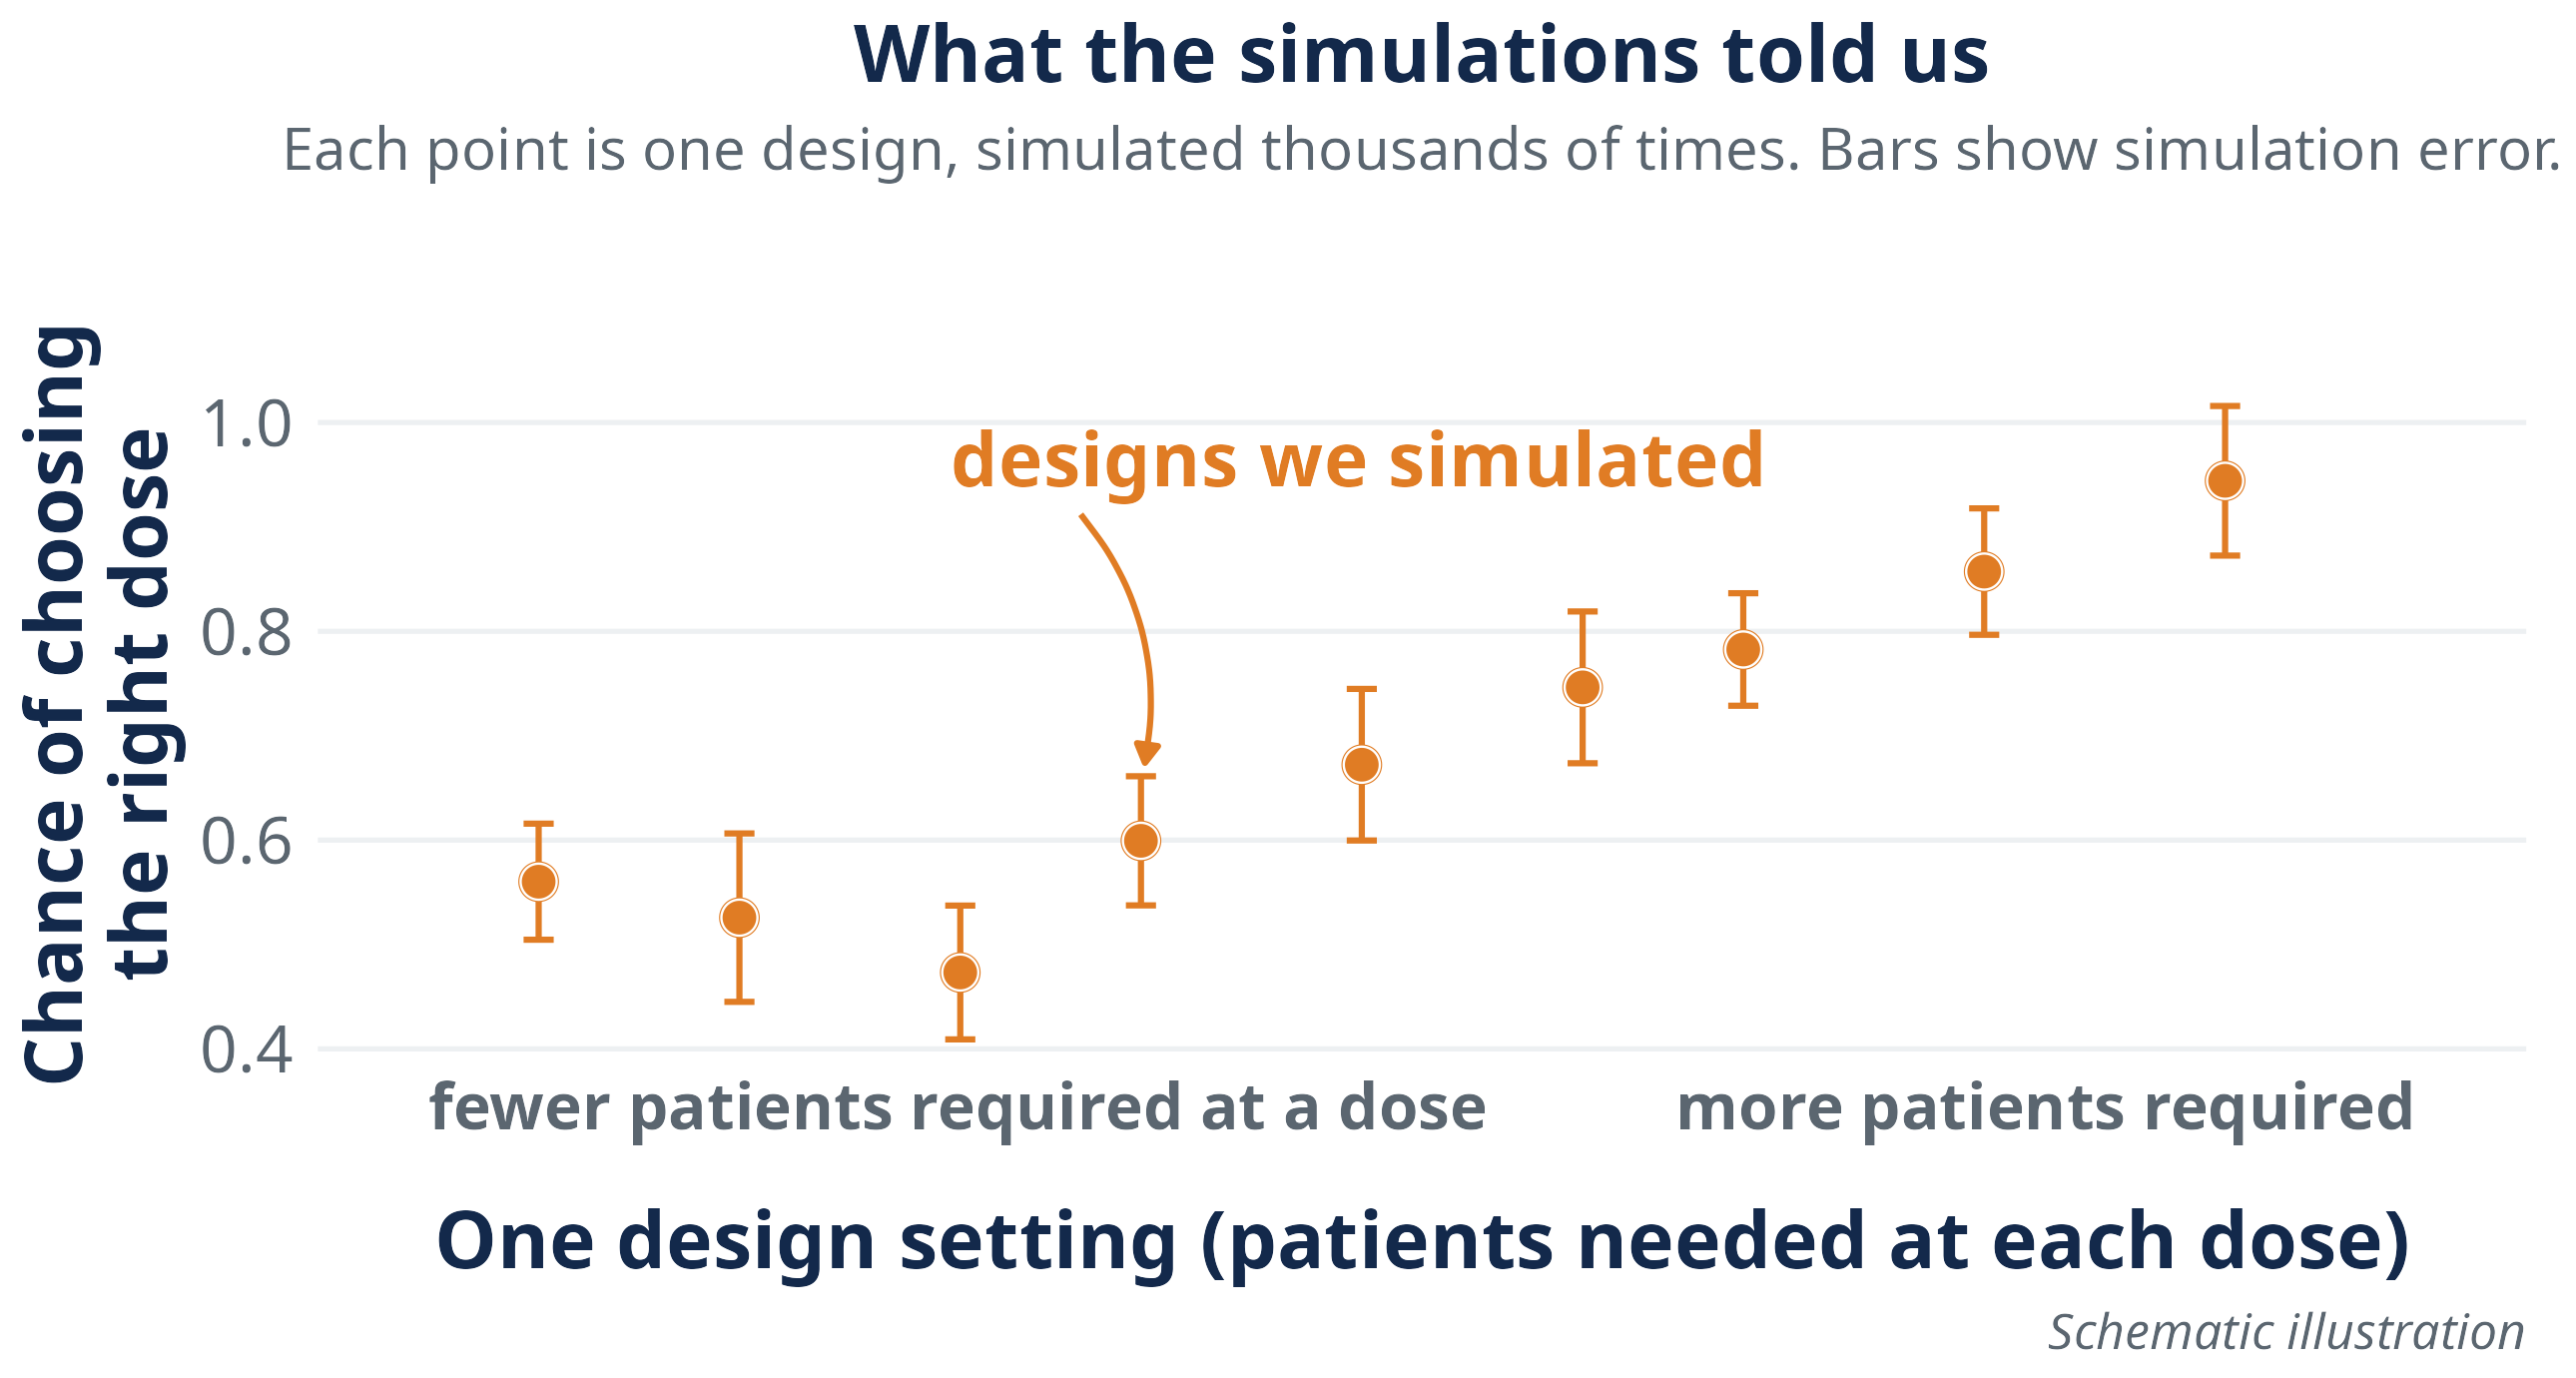 What the simulations told us
Each point is one design, simulated thousands of times. Bars show simulation error.
Chance of choosing
the right dose
1.0
0.8
0.6
0.4
designs we simulated
fewer patients required at a dose
more patients required
One design setting (patients needed at each dose)
Schematic illustration